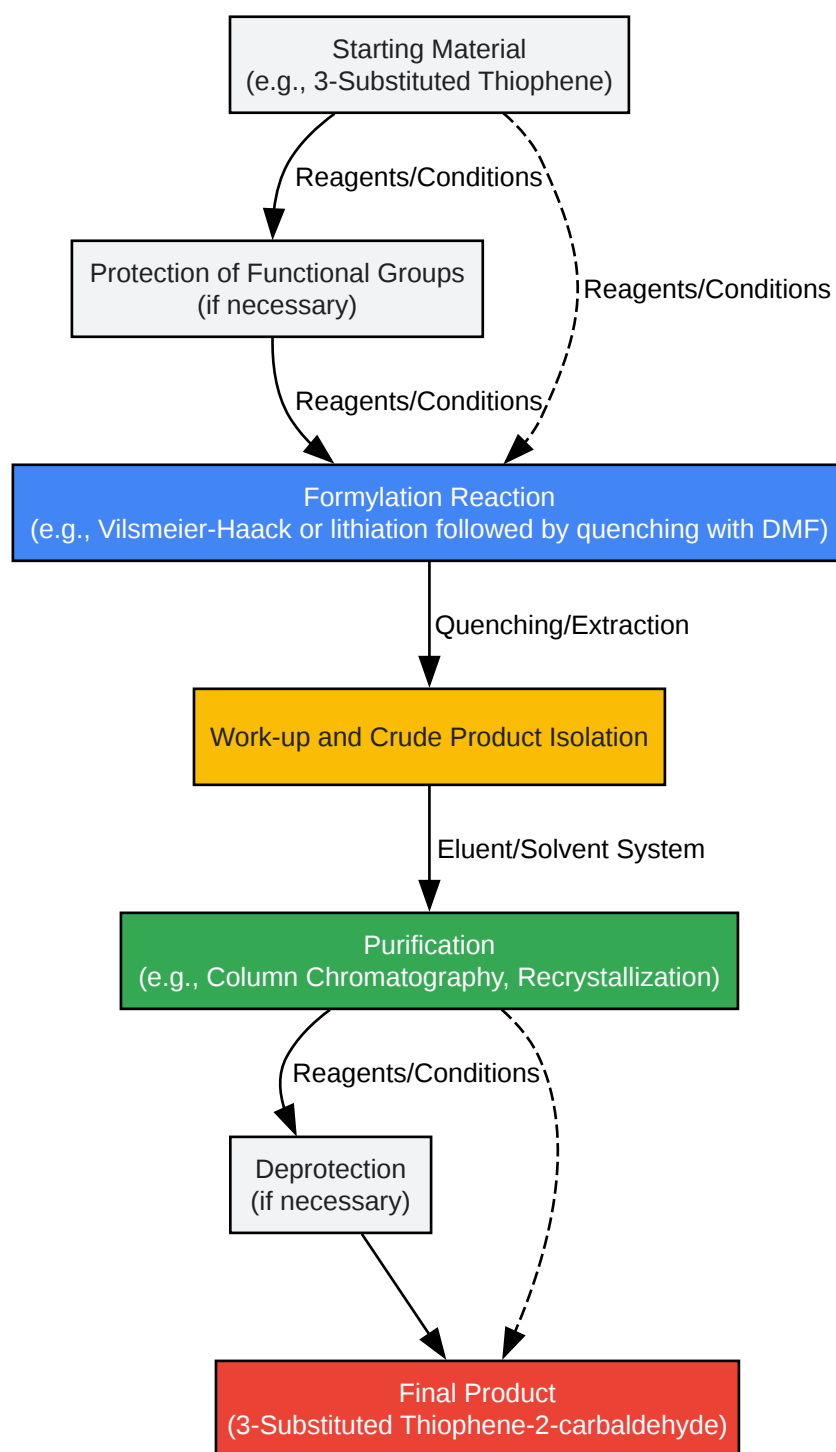 Starting Material
(e.g., 3-Substituted Thiophene)
Reagents/Conditions
Protection of Functional Groups
(if necessary)
Reagents/Conditions
Reagents/Conditions
Formylation Reaction
(e.g., Vilsmeier-Haack or lithiation followed by quenching with DMF)
Quenching/Extraction
Work-up and Crude Product Isolation
Eluent/Solvent System
Purification
(e.g., Column Chromatography, Recrystallization)
Reagents/Conditions
Deprotection
(if necessary)
Final Product
(3-Substituted Thiophene-2-carbaldehyde)